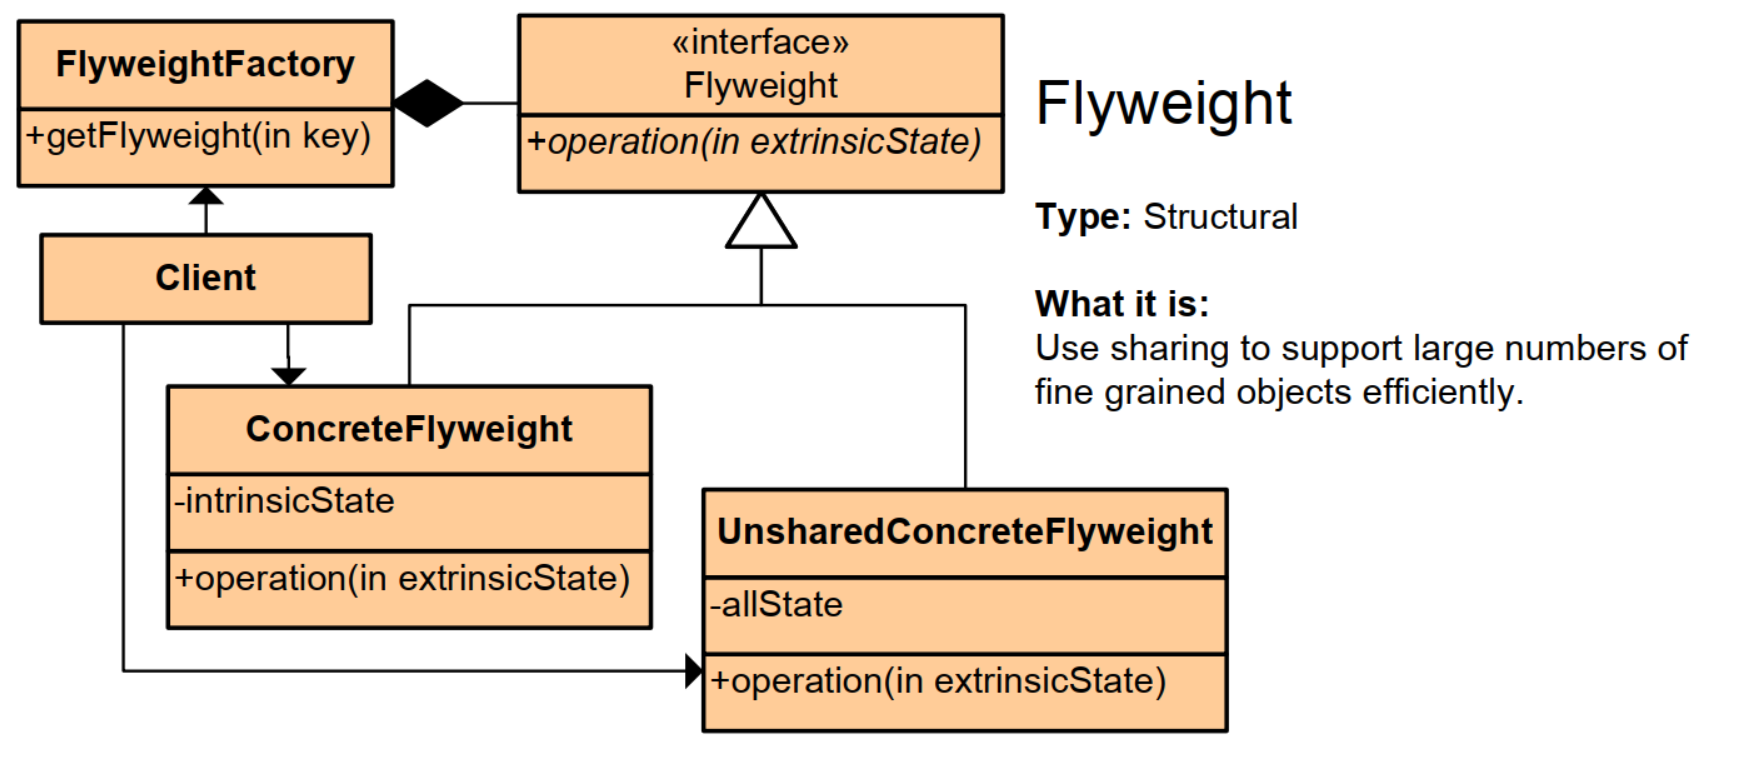 FlyweightFactory
+getFlyweight(in key)
Client
«interface»
Flyweight
+operation(in extrinsicState)
ConcreteFlyweight
-intrinsicState
+operation(in extrinsicState)
UnsharedConcreteFlyweight
-allState
+operation(in extrinsicState)
Flyweight
Type: Structural
What it is:
Use sharing to support large numbers of
fine grained objects efficiently.